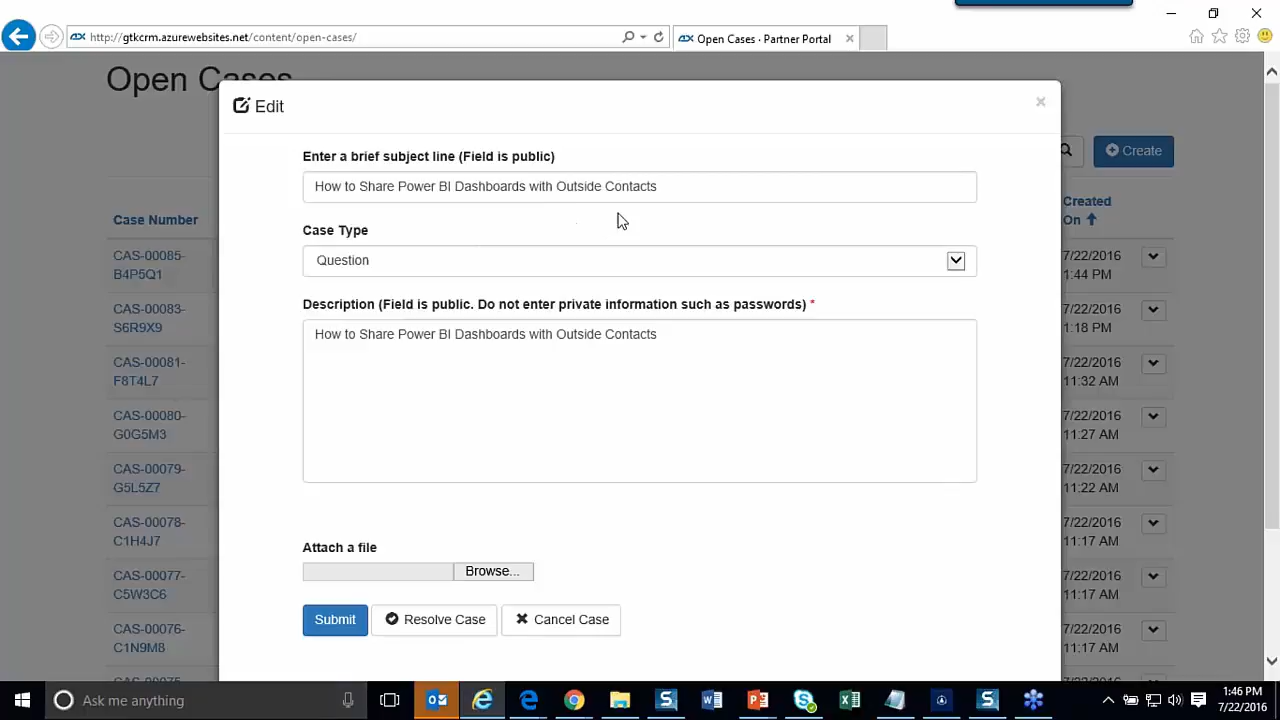 http://gtkcrm.azurewebsites.net/content/open-cases/
Open Cases · Partner Portal
Open Cases
Edit
Create
Enter a brief subject line (Field is public)
How to Share Power BI Dashboards with Outside Contacts
Case Type
Question
Description (Field is public. Do not enter private information such as passwords) *
How to Share Power BI Dashboards with Outside Contacts
Attach a file
Browse...
Submit
Resolve Case
Cancel Case
Case Number
CAS-00085-
B4P5Q1
CAS-00083-
S6R9X9
CAS-00081-
F8T4L7
CAS-00080-
G0G5M3
CAS-00079-
G5L5Z7
CAS-00078-
C1H4J7
CAS-00077-
C5W3C6
CAS-00076-
C1N9M8
Created
On
7/22/2016
1:44 PM
7/22/2016
1:18 PM
7/22/2016
11:32 AM
7/22/2016
11:27 AM
7/22/2016
11:22 AM
7/22/2016
11:17 AM
7/22/2016
11:17 AM
7/22/2016
11:17 AM
Ask me anything
1:46 PM
7/22/2016